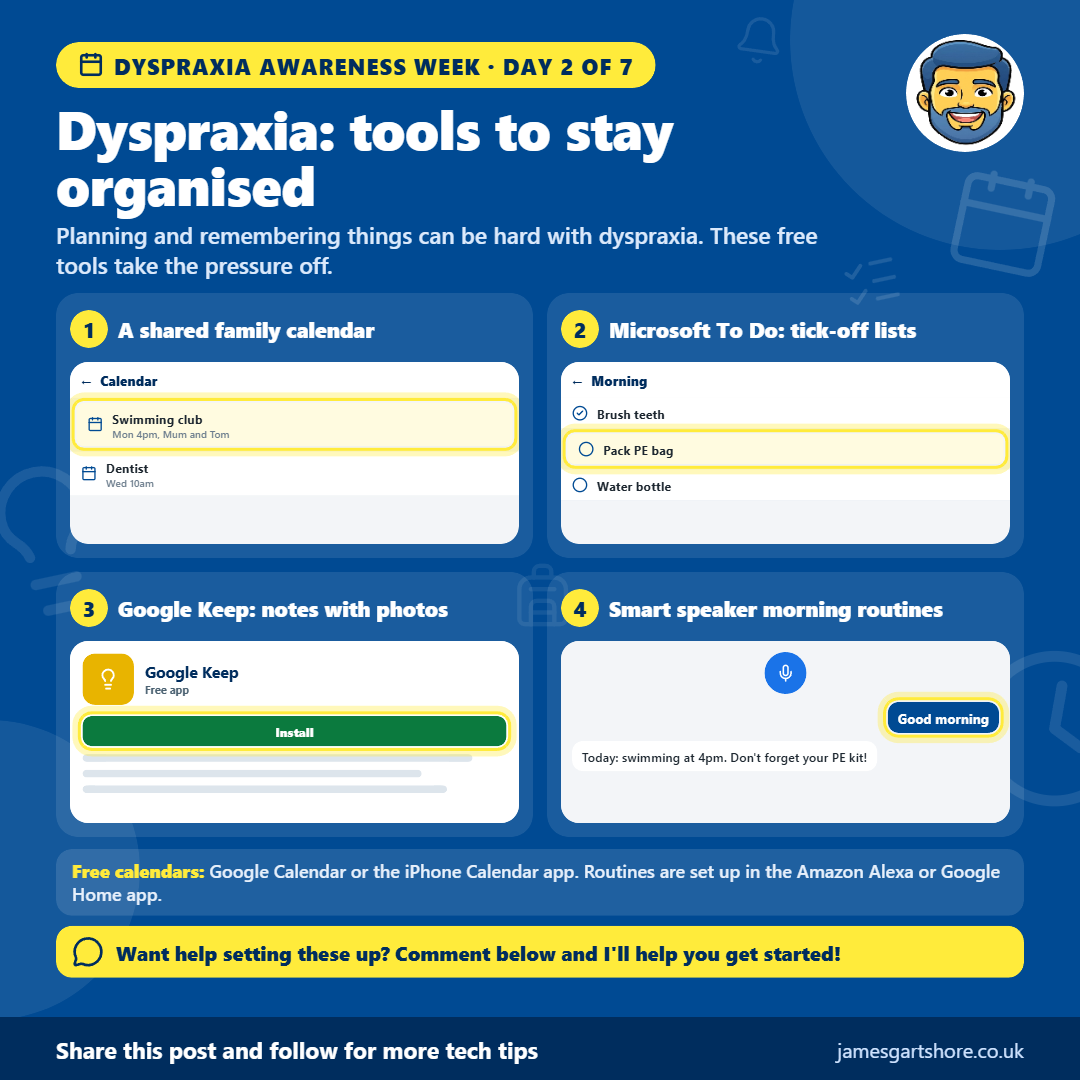 DYSPRAXIA AWARENESS WEEK · DAY 2 OF 7
Dyspraxia: tools to stay
organised
Planning and remembering things can be hard with dyspraxia. These free
tools take the pressure off.
1 A shared family calendar
← Calendar
Swimming club
Mon 4pm, Mum and Tom
Dentist
Wed 10am
2 Microsoft To Do: tick-off lists
← Morning
Brush teeth
Pack PE bag
Water bottle
3 Google Keep: notes with photos
Google Keep
Free app
Install
4 Smart speaker morning routines
Good morning
Today: swimming at 4pm. Don't forget your PE kit!
Free calendars: Google Calendar or the iPhone Calendar app. Routines are set up in the Amazon Alexa or Google
Home app.
Want help setting these up? Comment below and I'll help you get started!
Share this post and follow for more tech tips
jamesgartshore.co.uk